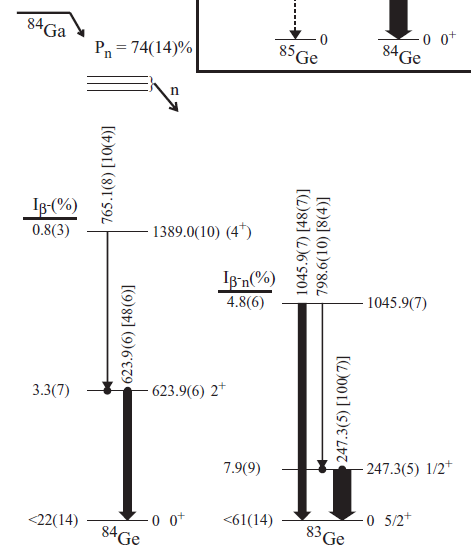 ⁸⁴Ga
Pₙ = 74(14)%
n
0
⁸⁵Ge
0 0⁺
⁸⁴Ge
765.1(8) [10(4)]
Iβ⁻(%)
0.8(3)
1389.0(10) (4⁺)
623.9(6) [48(6)]
3.3(7)
623.9(6) 2⁺
<22(14)
0 0⁺
⁸⁴Ge
1045.9(7) [48(7)]
798.6(10) [8(4)]
Iβ⁻n(%)
4.8(6)
1045.9(7)
247.3(5) [100(7)]
7.9(9)
247.3(5) 1/2⁺
<61(14)
0 5/2⁺
⁸³Ge